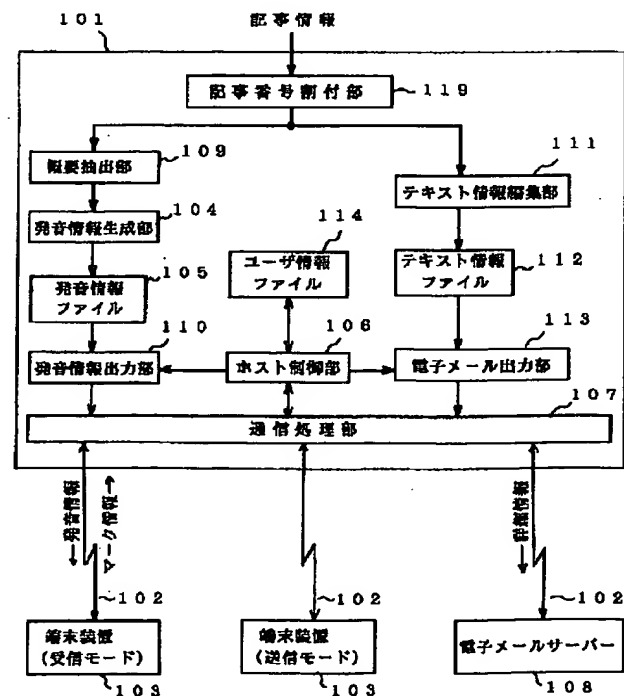 101
記事情報
記事番号割付部
119
109
概要抽出部
111
テキスト情報編集部
104
発音情報生成部
114
105
発音情報
ファイル
ユーザ情報
ファイル
テキスト情報
ファイル
112
110
106
113
発音情報出力部
ホスト制御部
電子メール出力部
107
通信処理部
発音情報
マーク情報
詳細情報
102
102
102
端末装置
(受信モード)
端末装置
(送信モード)
電子メールサーバー
103
103
108